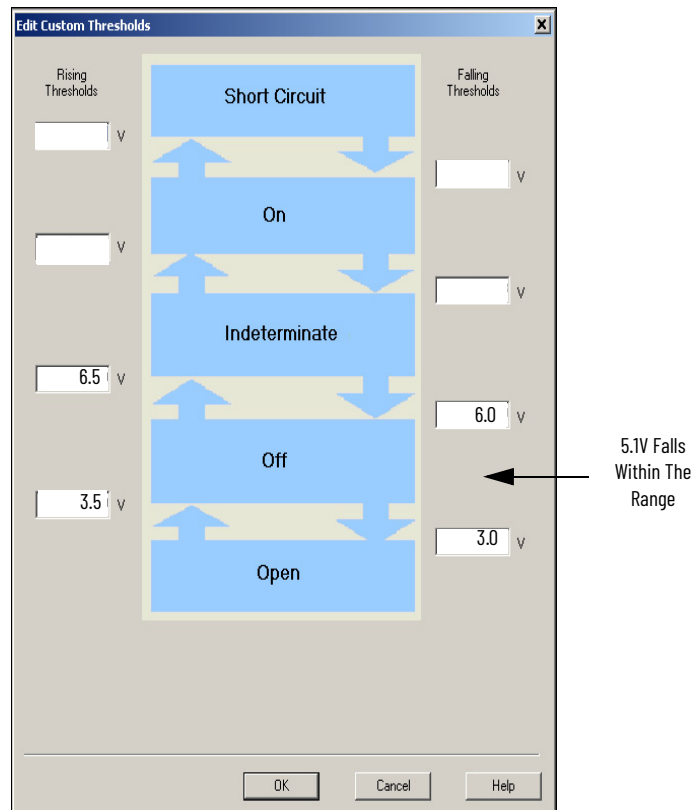 Edit Custom Thresholds
Rising
Thresholds
Falling
Thresholds
Short Circuit
V
V
On
V
V
Indeterminate
6.5 V
6.0 V
Off
5.1V Falls
Within The
Range
3.5 V
3.0 V
Open
OK
Cancel
Help